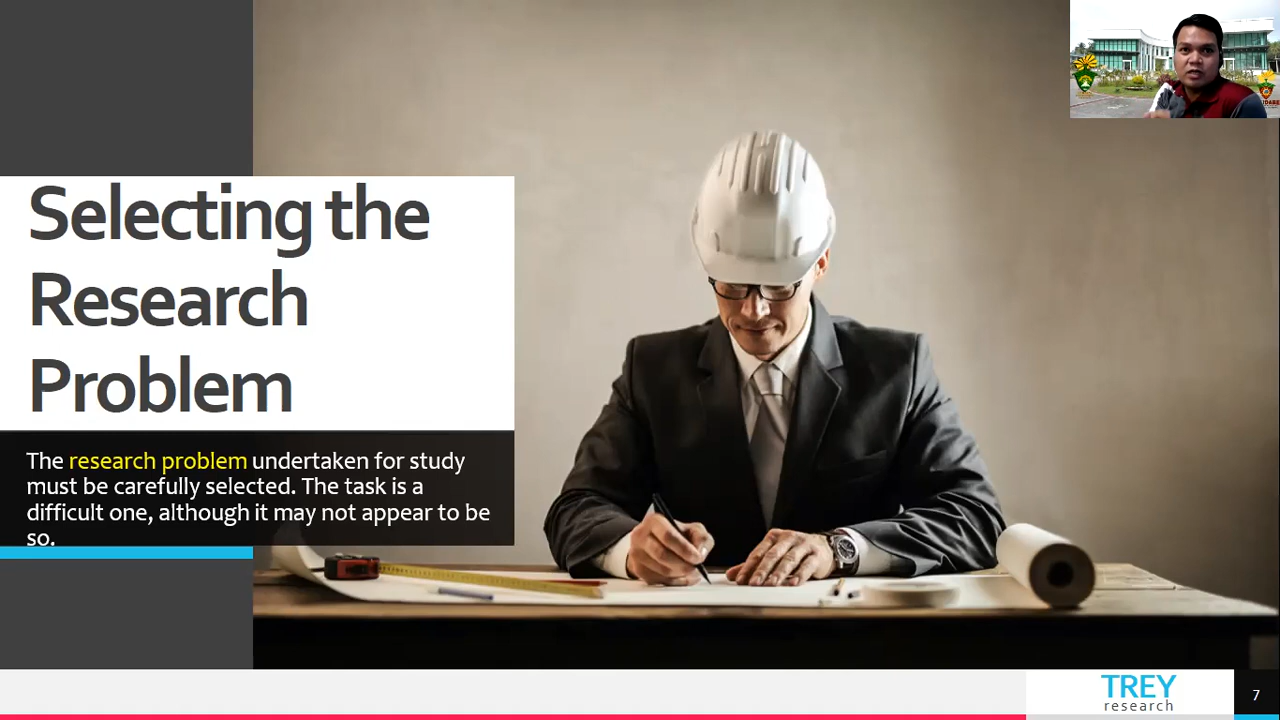 Selecting the
Research
Problem
The research problem undertaken for study
must be carefully selected. The task is a
difficult one, although it may not appear to be
so.
TREY
research
7